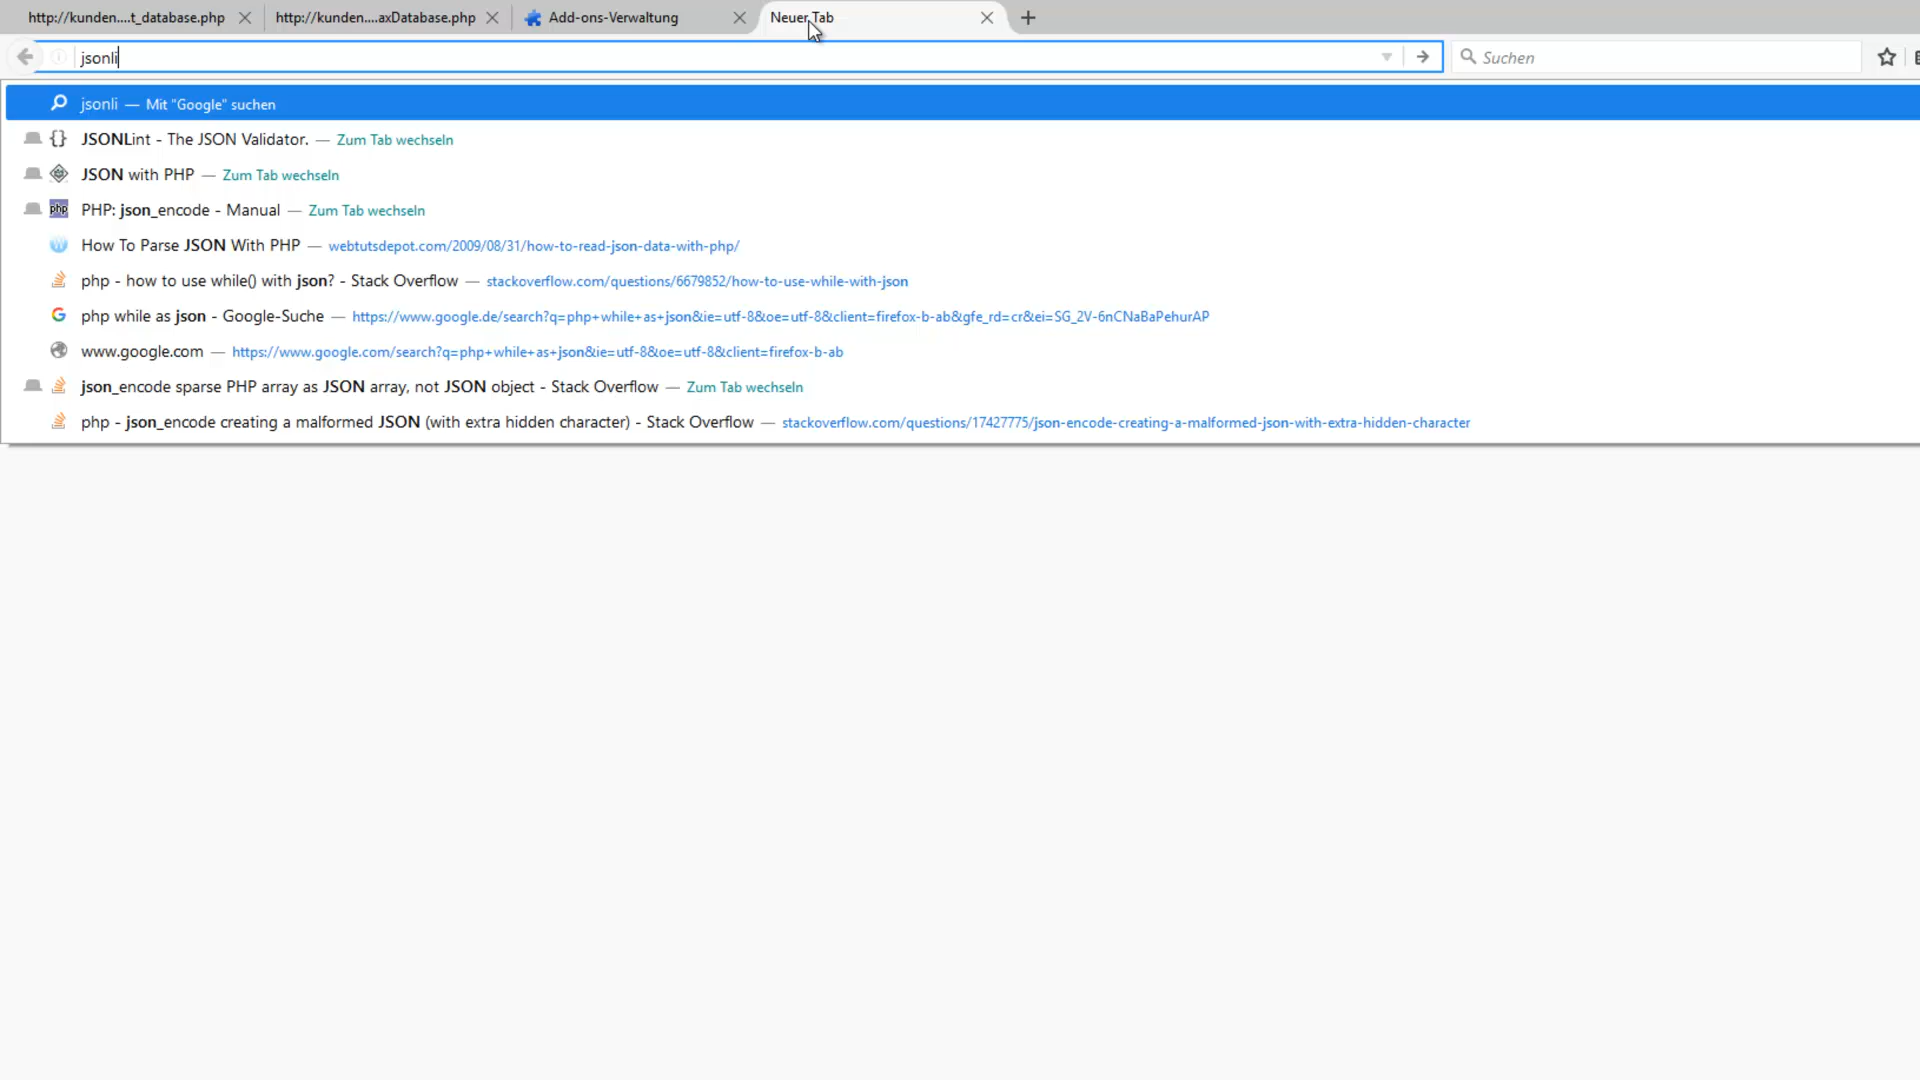 http://kunden....t_database.php http://kunden....axDatabase.php Add-ons-Verwaltung Neuer Tab
jsonli Suchen
jsonli — Mit "Google" suchen
JSONLint - The JSON Validator. — Zum Tab wechseln
JSON with PHP — Zum Tab wechseln
php PHP: json_encode - Manual — Zum Tab wechseln
How To Parse JSON With PHP — webtutsdepot.com/2009/08/31/how-to-read-json-data-with-php/
php - how to use while() with json? - Stack Overflow — stackoverflow.com/questions/6679852/how-to-use-while-with-json
php while as json - Google-Suche — https://www.google.de/search?q=php+while+as+json&ie=utf-8&oe=utf-8&client=firefox-b-ab&gfe_rd=cr&ei=SG_2V-6nCNaBaPehurAP
www.google.com — https://www.google.com/search?q=php+while+as+json&ie=utf-8&oe=utf-8&client=firefox-b-ab
json_encode sparse PHP array as JSON array, not JSON object - Stack Overflow — Zum Tab wechseln
php - json_encode creating a malformed JSON (with extra hidden character) - Stack Overflow — stackoverflow.com/questions/17427775/json-encode-creating-a-malformed-json-with-extra-hidden-character